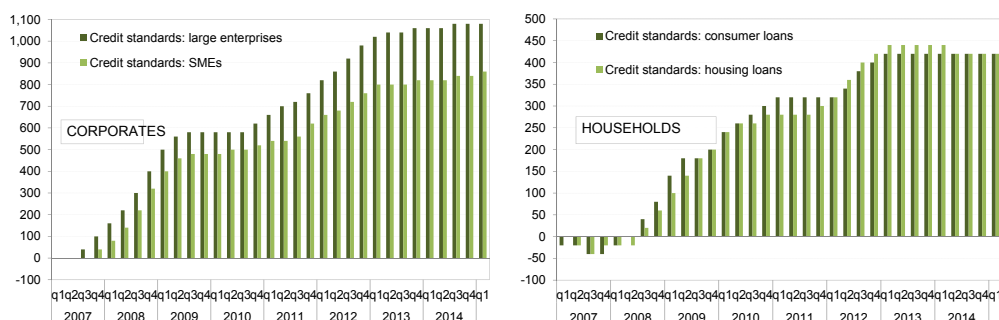 1,100
1,000
900
800
700
600
500
400
300
200
100
0
-100
Credit standards: large enterprises
Credit standards: SMEs
CORPORATES
q1q2q3q4q1q2q3q4q1q2q3q4q1q2q3q4q1q2q3q4q1q2q3q4q1q2q3q4q1q2q3q4q1
2007 2008 2009 2010 2011 2012 2013 2014
500
450
400
350
300
250
200
150
100
50
0
-50
-100
Credit standards: consumer loans
Credit standards: housing loans
HOUSEHOLDS
q1q2q3q4q1q2q3q4q1q2q3q4q1q2q3q4q1q2q3q4q1q2q3q4q1q2q3q4q1q2q3q4q1
2007 2008 2009 2010 2011 2012 2013 2014